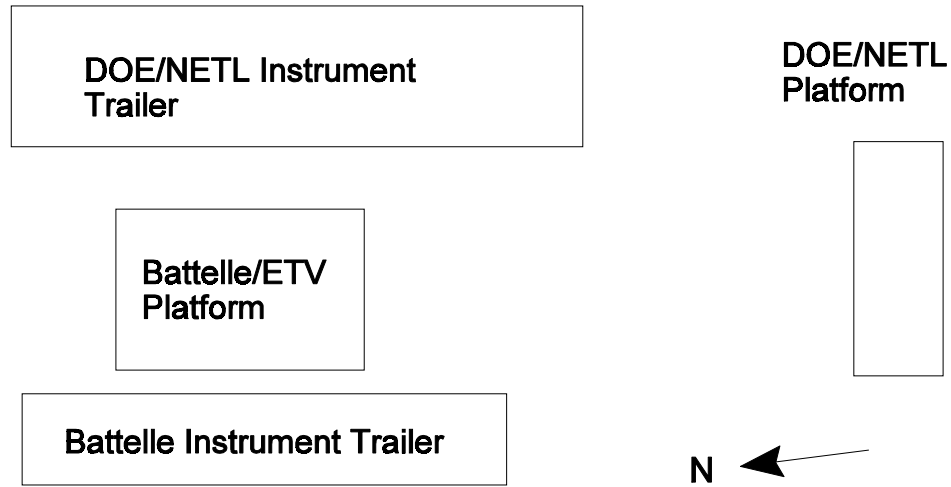 DOE/NETL Instrument
Trailer
DOE/NETL
Platform
Battelle/ETV
Platform
Battelle Instrument Trailer
N